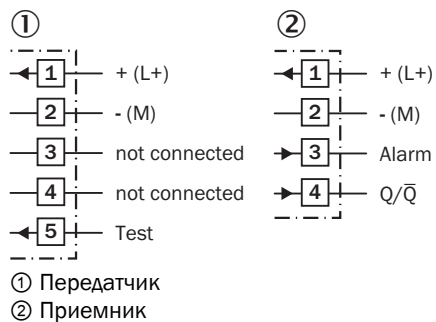 ① ②
1 + (L+) 1 + (L+)
2 - (M) 2 - (M)
3 not connected 3 Alarm
4 not connected 4 Q/Q̅
5 Test
① Передатчик
② Приемник